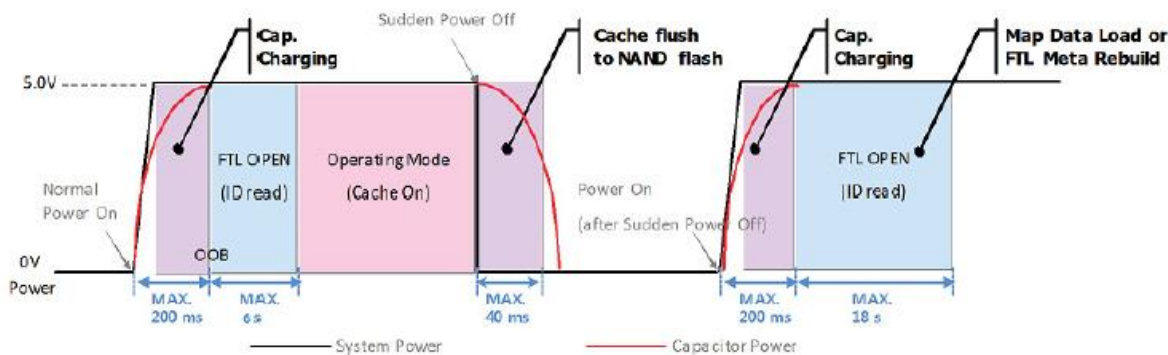 Sudden Power Off
Cap.
Charging
Cache flush
to NAND flash
Cap.
Charging
Map Data Load or
FTL Meta Rebuild
5.0V
FTL OPEN
(ID read)
Operating Mode
(Cache On)
FTL OPEN
(ID read)
Normal
Power On
Power On
(after Sudden Power Off)
OOB
0V
Power
MAX.
200 ms
MAX.
6 s
MAX.
40 ms
MAX.
200 ms
MAX.
18 s
System Power
Capacitor Power